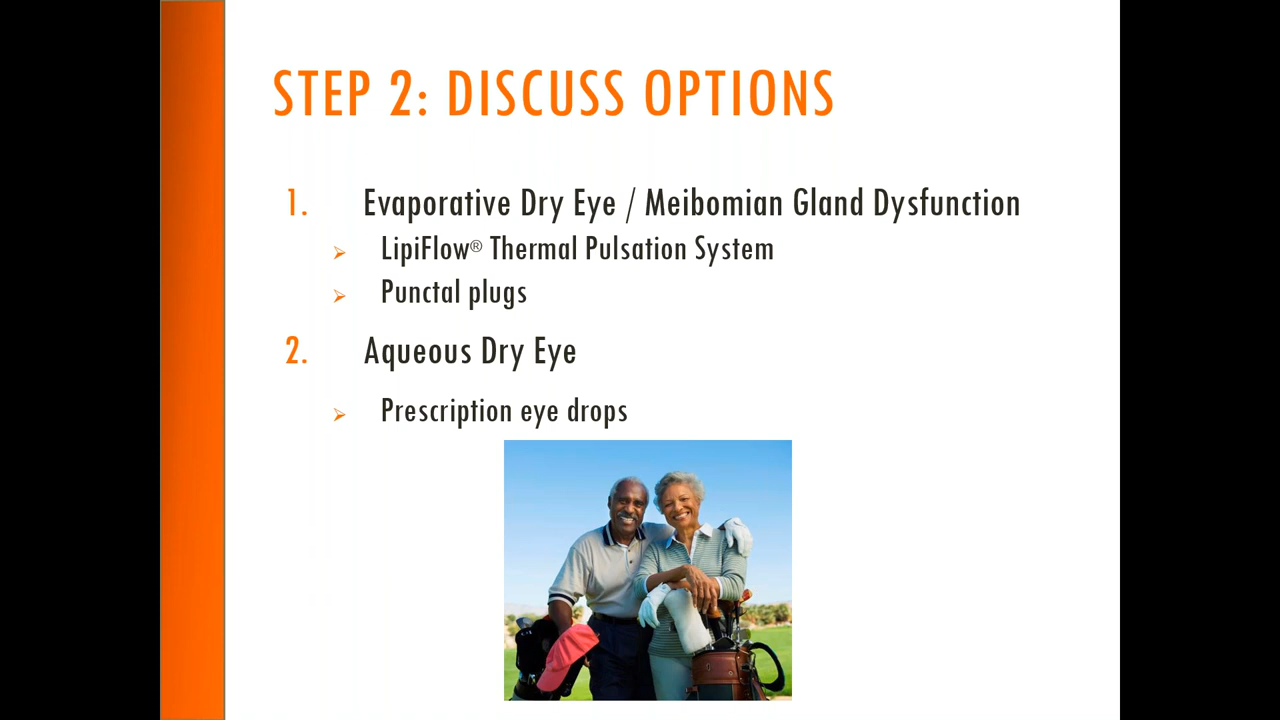 STEP 2: DISCUSS OPTIONS
1. Evaporative Dry Eye / Meibomian Gland Dysfunction
➢ LipiFlow® Thermal Pulsation System
➢ Punctal plugs
2. Aqueous Dry Eye
➢ Prescription eye drops